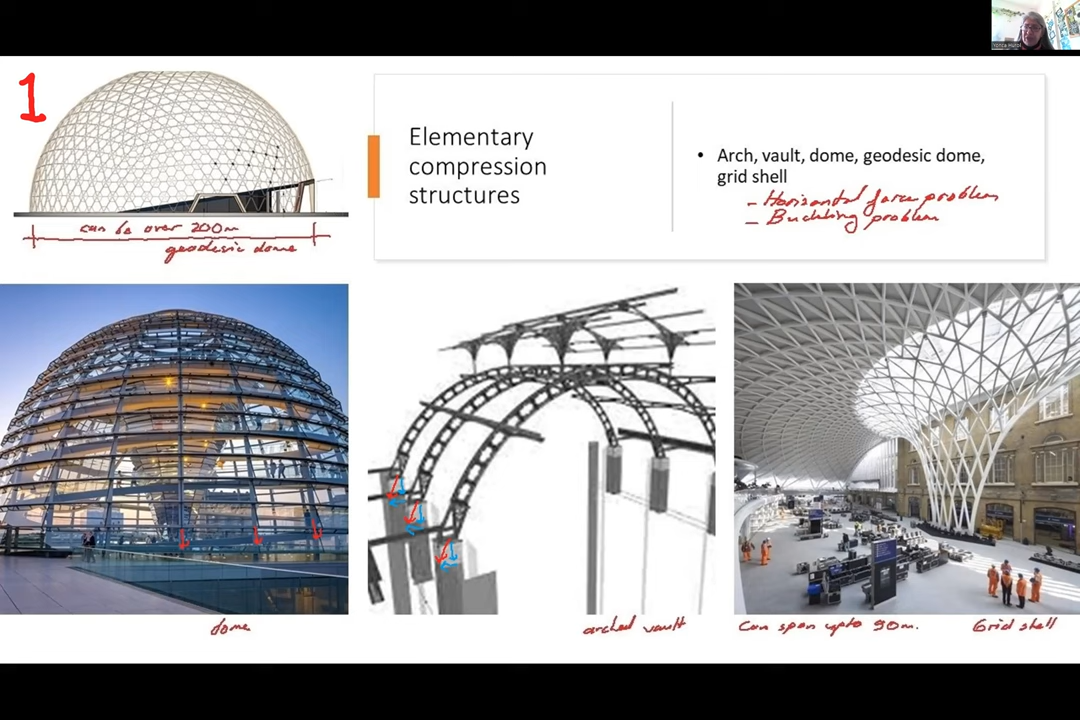 1
can be over 200m
geodesic dome
Elementary
compression
structures
• Arch, vault, dome, geodesic dome,
grid shell
- Horizontal force problem
- Buckling problem
dome
arched vault
Can span upto 90m.
Grid shell